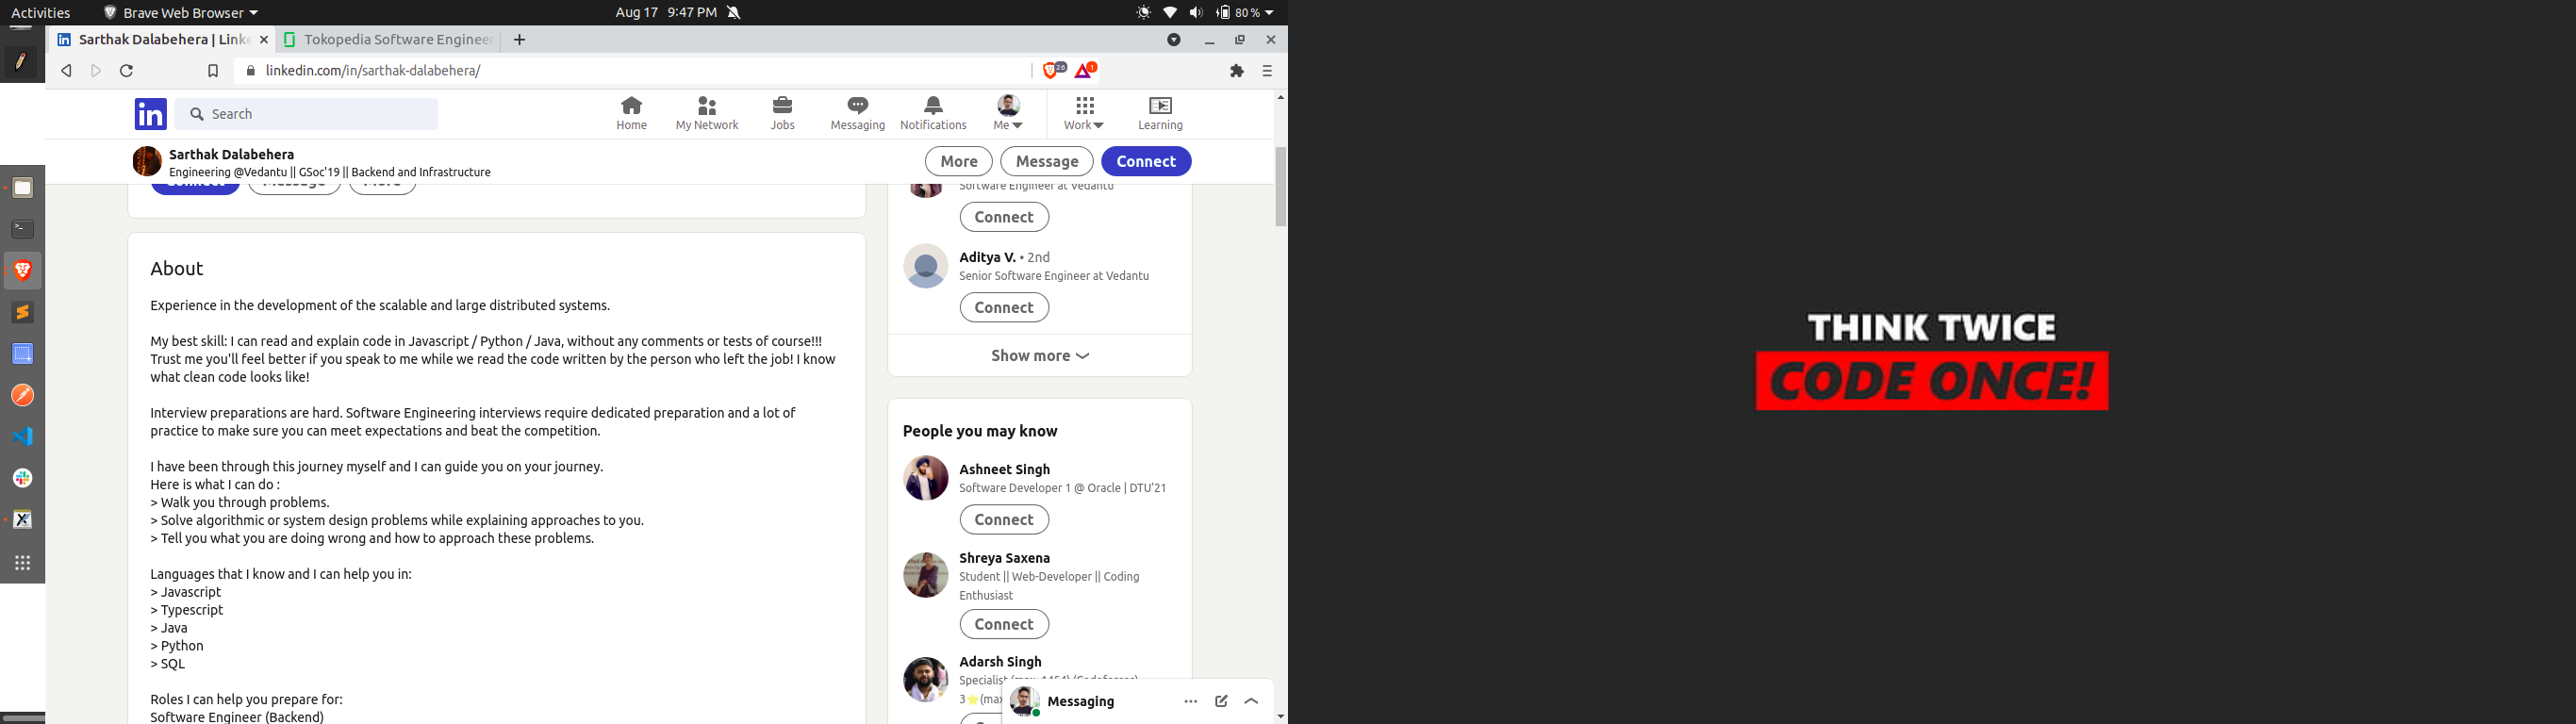 Activities
Brave Web Browser
Aug 17 9:47 PM
80 %
Sarthak Dalabehera | Linke
Tokopedia Software Engineer
linkedin.com/in/sarthak-dalabehera/
26
1
in
Search
Home
My Network
Jobs
Messaging
Notifications
Me
Work
Learning
Sarthak Dalabehera
Engineering @Vedantu || GSoc'19 || Backend and Infrastructure
More
Message
Connect
Connect
Message
More
About
Experience in the development of the scalable and large distributed systems.
My best skill: I can read and explain code in Javascript / Python / Java, without any comments or tests of course!!!
Trust me you'll feel better if you speak to me while we read the code written by the person who left the job! I know
what clean code looks like!
Interview preparations are hard. Software Engineering interviews require dedicated preparation and a lot of
practice to make sure you can meet expectations and beat the competition.
I have been through this journey myself and I can guide you on your journey.
Here is what I can do :
> Walk you through problems.
> Solve algorithmic or system design problems while explaining approaches to you.
> Tell you what you are doing wrong and how to approach these problems.
Languages that I know and I can help you in:
> Javascript
> Typescript
> Java
> Python
> SQL
Roles I can help you prepare for:
Software Engineer (Backend)
Software Engineer at Vedantu
Connect
Aditya V. • 2nd
Senior Software Engineer at Vedantu
Connect
Show more
People you may know
Ashneet Singh
Software Developer 1 @ Oracle | DTU'21
Connect
Shreya Saxena
Student || Web-Developer || Coding
Enthusiast
Connect
Adarsh Singh
Specialist (max. 1454) (Codeforces)
3⭐(max
Messaging
THINK TWICE
CODE ONCE!